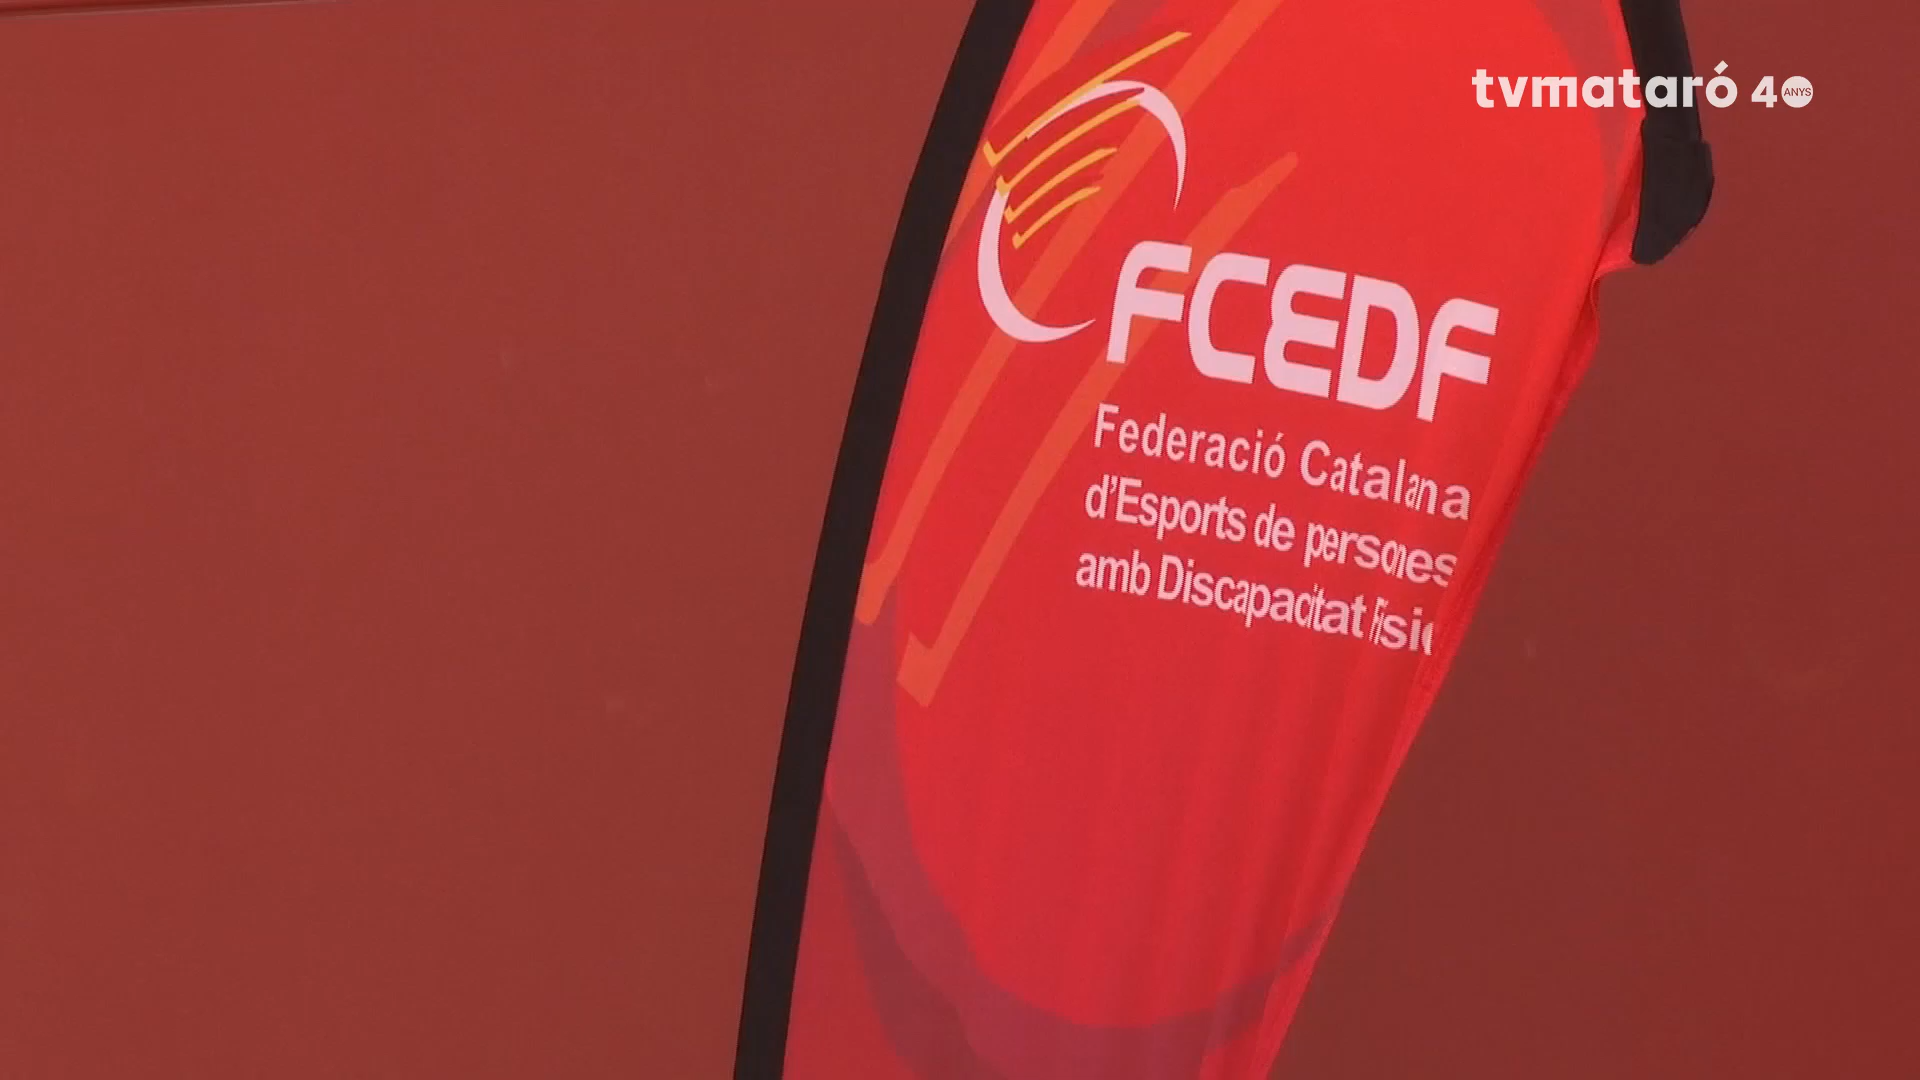 tvmataró 40 ANYS
FCEDF
Federació Catalana
d'Esports de persones
amb Discapacitat